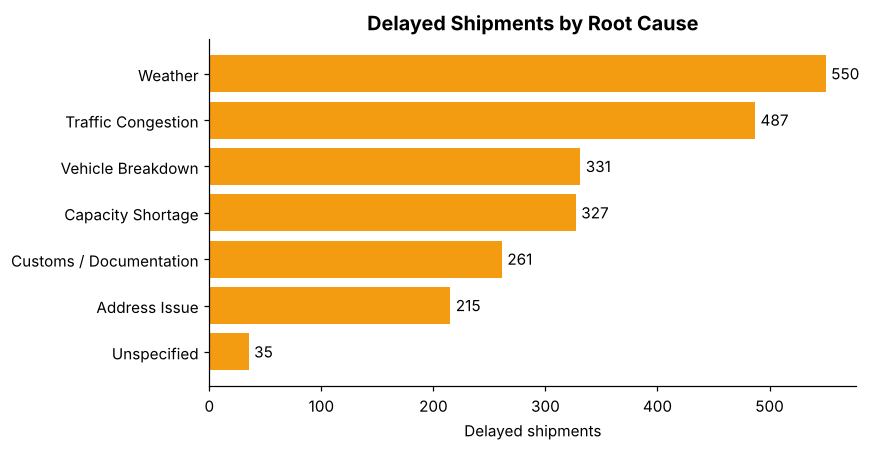 Delayed Shipments by Root Cause
Weather 550
Traffic Congestion 487
Vehicle Breakdown 331
Capacity Shortage 327
Customs / Documentation 261
Address Issue 215
Unspecified 35
0 100 200 300 400 500
Delayed shipments